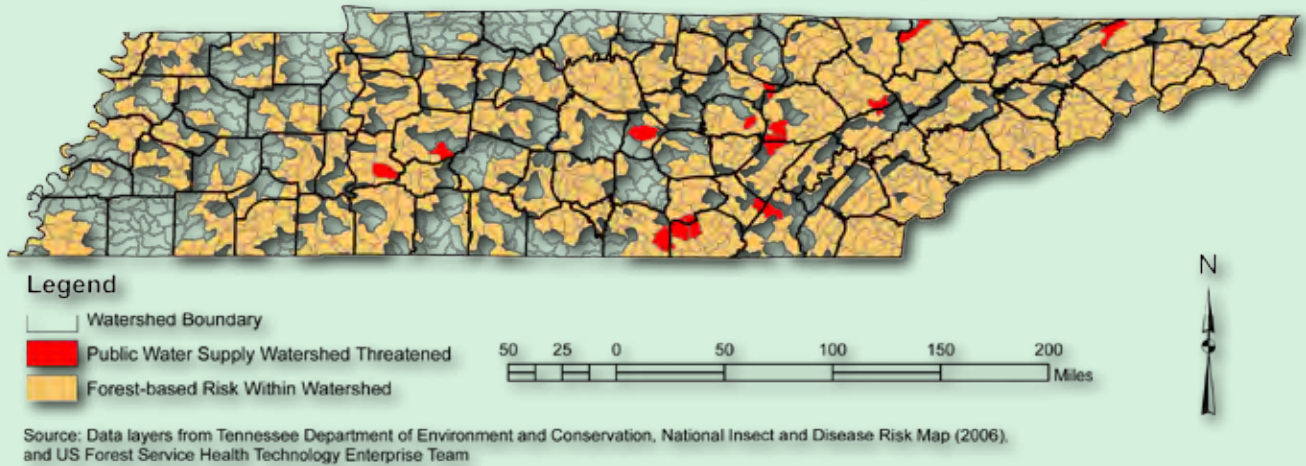 N
Legend
Watershed Boundary
Public Water Supply Watershed Threatened
Forest-based Risk Within Watershed
50 25 0 50 100 150 200
Miles
Source: Data layers from Tennessee Department of Environment and Conservation, National Insect and Disease Risk Map (2006),
and US Forest Service Health Technology Enterprise Team